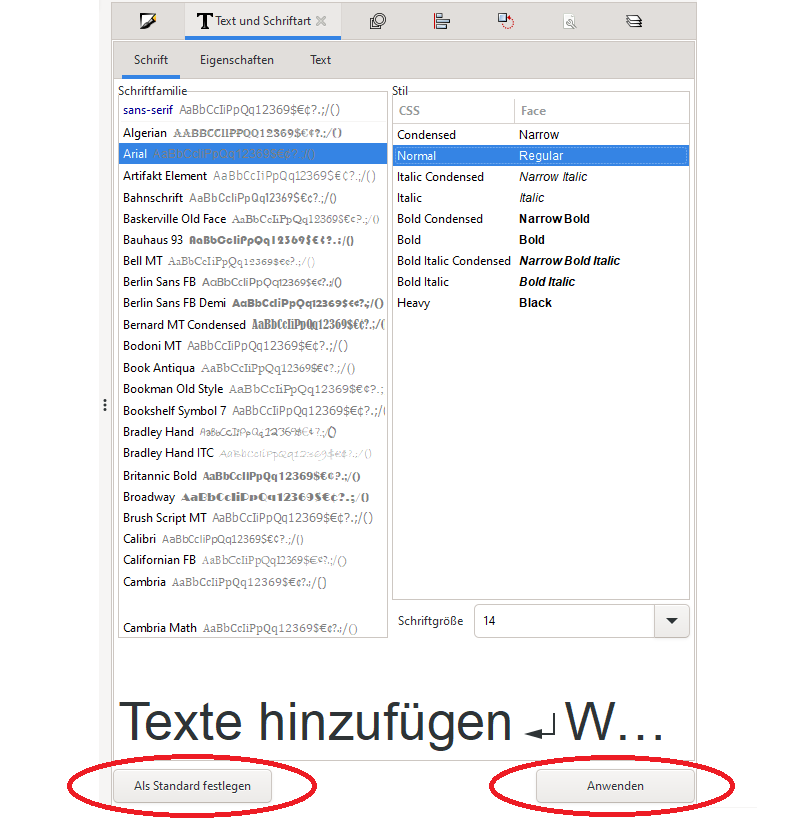 Text und Schriftart
Schrift Eigenschaften Text
Schriftfamilie
sans-serif AaBbCcIiPpQq12369$€¢?.;/()
Algerian AaBbCcIiPpQq12369$€¢?.;/()
Arial AaBbCcIiPpQq12369$€¢?.;/()
Artifakt Element AaBbCcIiPpQq12369$€¢?.;/()
Bahnschrift AaBbCcIiPpQq12369$€¢?.;/()
Baskerville Old Face AaBbCcIiPpQq12369$€¢?.;/()
Bauhaus 93 AaBbCcIiPpQq12369$€¢?.;/()
Bell MT AaBbCcIiPpQq12369$€¢?.;/()
Berlin Sans FB AaBbCcIiPpQq12369$€¢?.;/()
Berlin Sans FB Demi AaBbCcIiPpQq12369$€¢?.;/()
Bernard MT Condensed AaBbCcIiPpQq12369$€¢?.;/(
Bodoni MT AaBbCcIiPpQq12369$€¢?.;/()
Book Antiqua AaBbCcIiPpQq12369$€¢?.;/()
Bookman Old Style AaBbCcIiPpQq12369$€¢?.;
Bookshelf Symbol 7 AaBbCcIiPpQq12369$€¢?.;/(
Bradley Hand AaBbCcIiPpQq12369$€¢?.;/()
Bradley Hand ITC AaBbCcIiPpQq12369$€¢?.;/()
Britannic Bold AaBbCcIiPpQq12369$€¢?.;/()
Broadway AaBbCcIiPpQq12369$€¢?.;/()
Brush Script MT AaBbCcIiPpQq12369$€¢?.;/()
Calibri AaBbCcIiPpQq12369$€¢?.;/()
Californian FB AaBbCcIiPpQq12369$€¢?.;/()
Cambria AaBbCcIiPpQq12369$€¢?.;/()
Cambria Math AaBbCcIiPpQq12369$€¢?.;/()
Stil
CSS Face
Condensed Narrow
Normal Regular
Italic Condensed Narrow Italic
Italic Italic
Bold Condensed Narrow Bold
Bold Bold
Bold Italic Condensed Narrow Bold Italic
Bold Italic Bold Italic
Heavy Black
Schriftgröße 14
Texte hinzufügen ↵ W…
Als Standard festlegen Anwenden